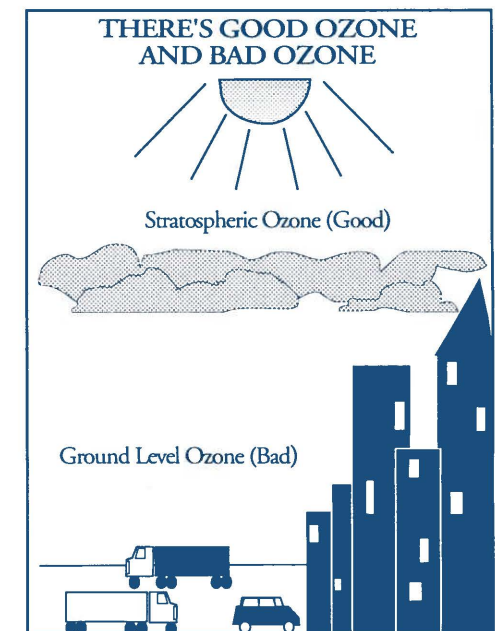 THERE'S GOOD OZONE
AND BAD OZONE
Stratospheric Ozone (Good)
Ground Level Ozone (Bad)